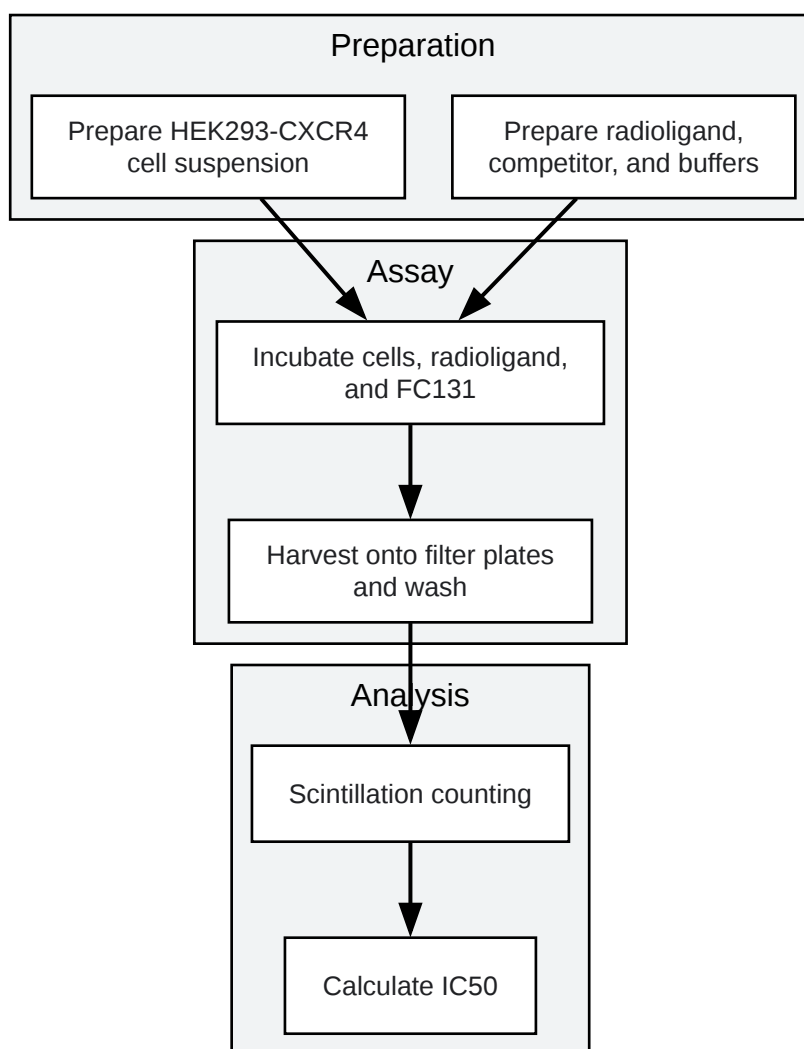 Preparation
Prepare HEK293-CXCR4
cell suspension
Prepare radioligand,
competitor, and buffers
Assay
Incubate cells, radioligand,
and FC131
Harvest onto filter plates
and wash
Analysis
Scintillation counting
Calculate IC50